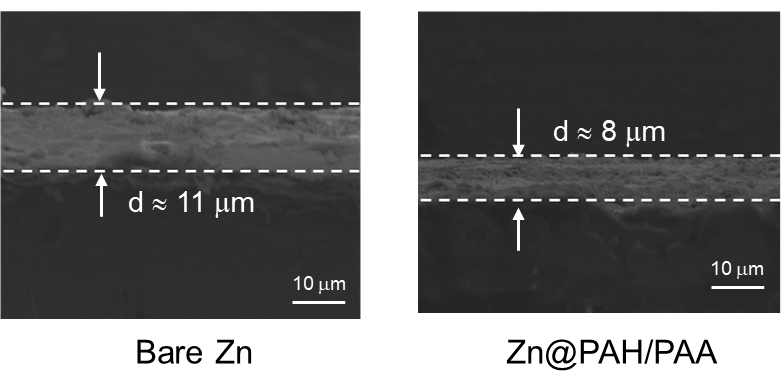 d ≈ 11 μm
10 μm
Bare Zn
d ≈ 8 μm
10 μm
Zn@PAH/PAA